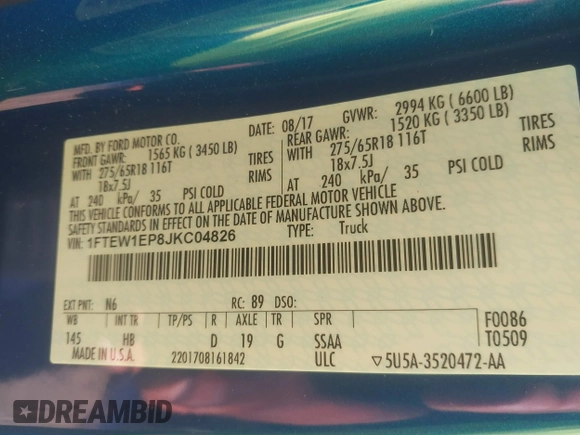 MFD. BY FORD MOTOR CO. DATE: 08/17 GVWR: 2994 KG ( 6600 LB)
FRONT GAWR: 1565 KG ( 3450 LB) REAR GAWR: 1520 KG ( 3350 LB)
WITH 275/65R18 116T TIRES WITH 275/65R18 116T TIRES
18x7.5J RIMS 18x7.5J RIMS
AT 240 kPa/ 35 PSI COLD AT 240 kPa/ 35 PSI COLD
THIS VEHICLE CONFORMS TO ALL APPLICABLE FEDERAL MOTOR VEHICLE
SAFETY STANDARDS IN EFFECT ON THE DATE OF MANUFACTURE SHOWN ABOVE.
VIN: 1FTEW1EP8JKC04826 TYPE: Truck
EXT PNT: N6 RC: 89 DSO:
WB INT TR TP/PS R AXLE TR SPR F0086
145 HB D 19 G SSAA T0509
MADE IN U.S.A. 2201708161842 ULC ▽5U5A-3520472-AA
DREAMBID